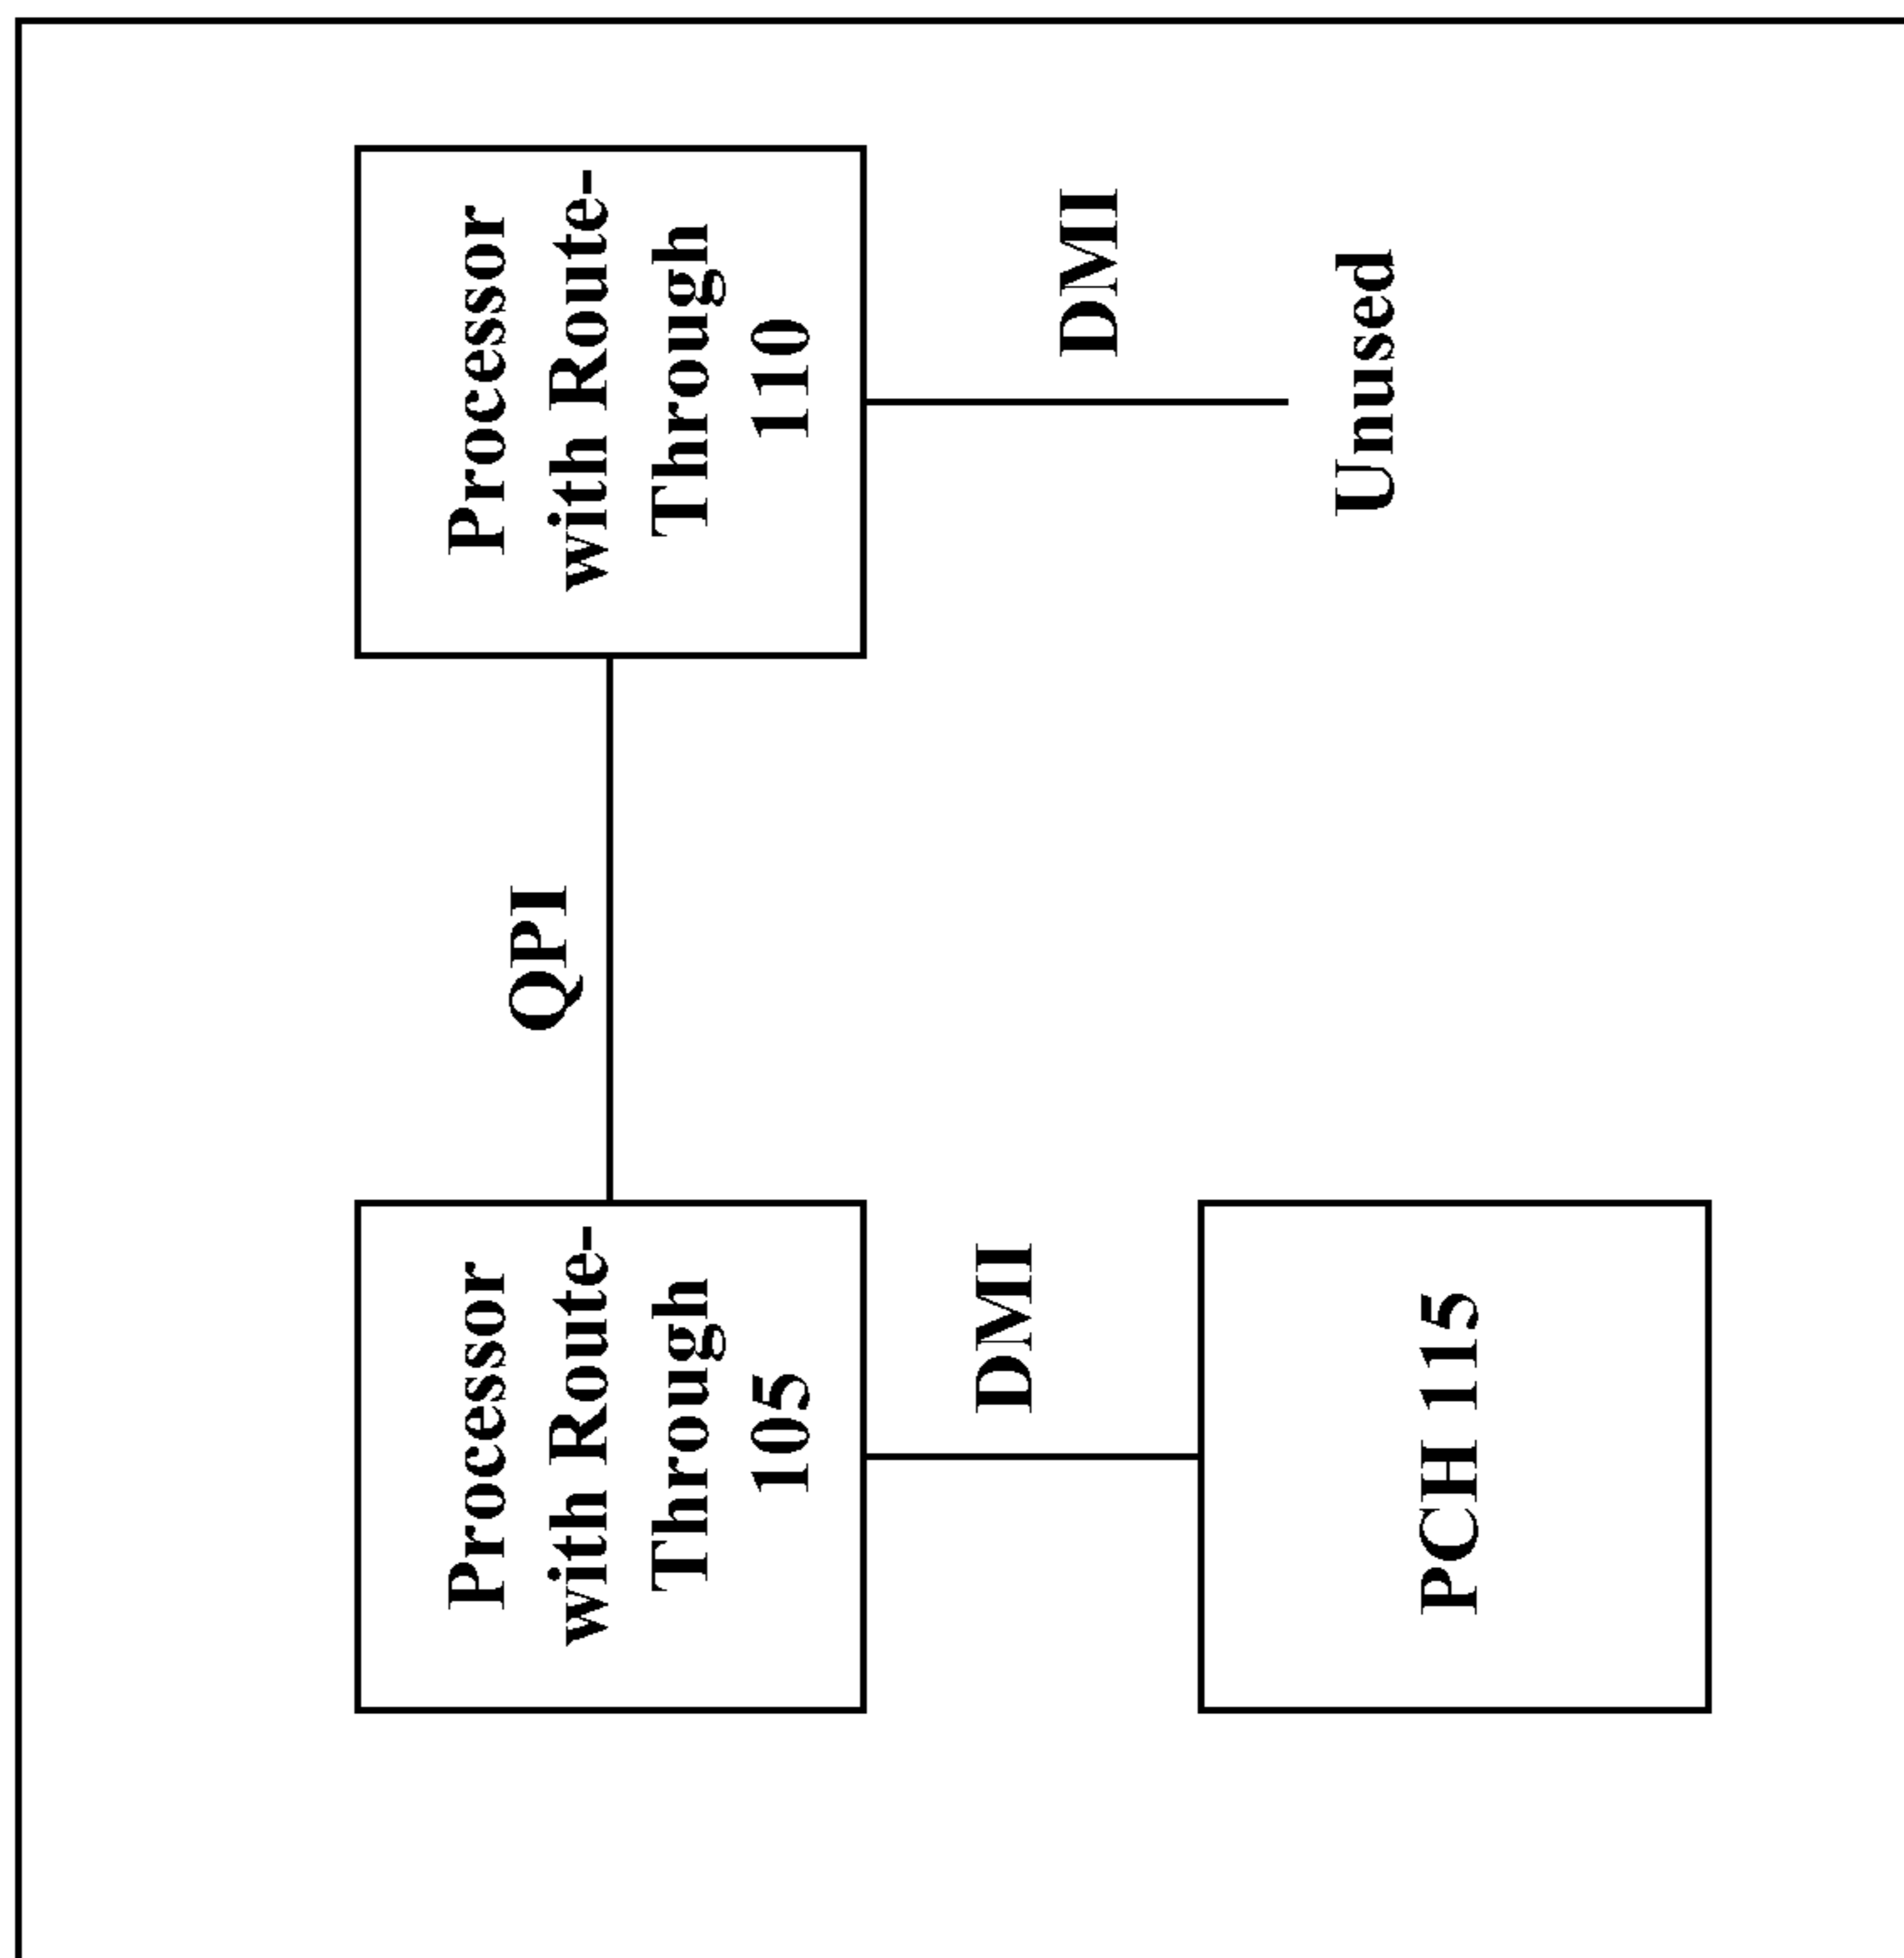 Processor
with Route-
Through
105
QPI
Processor
with Route-
Through
110
DMI
DMI
PCH 115
Unused